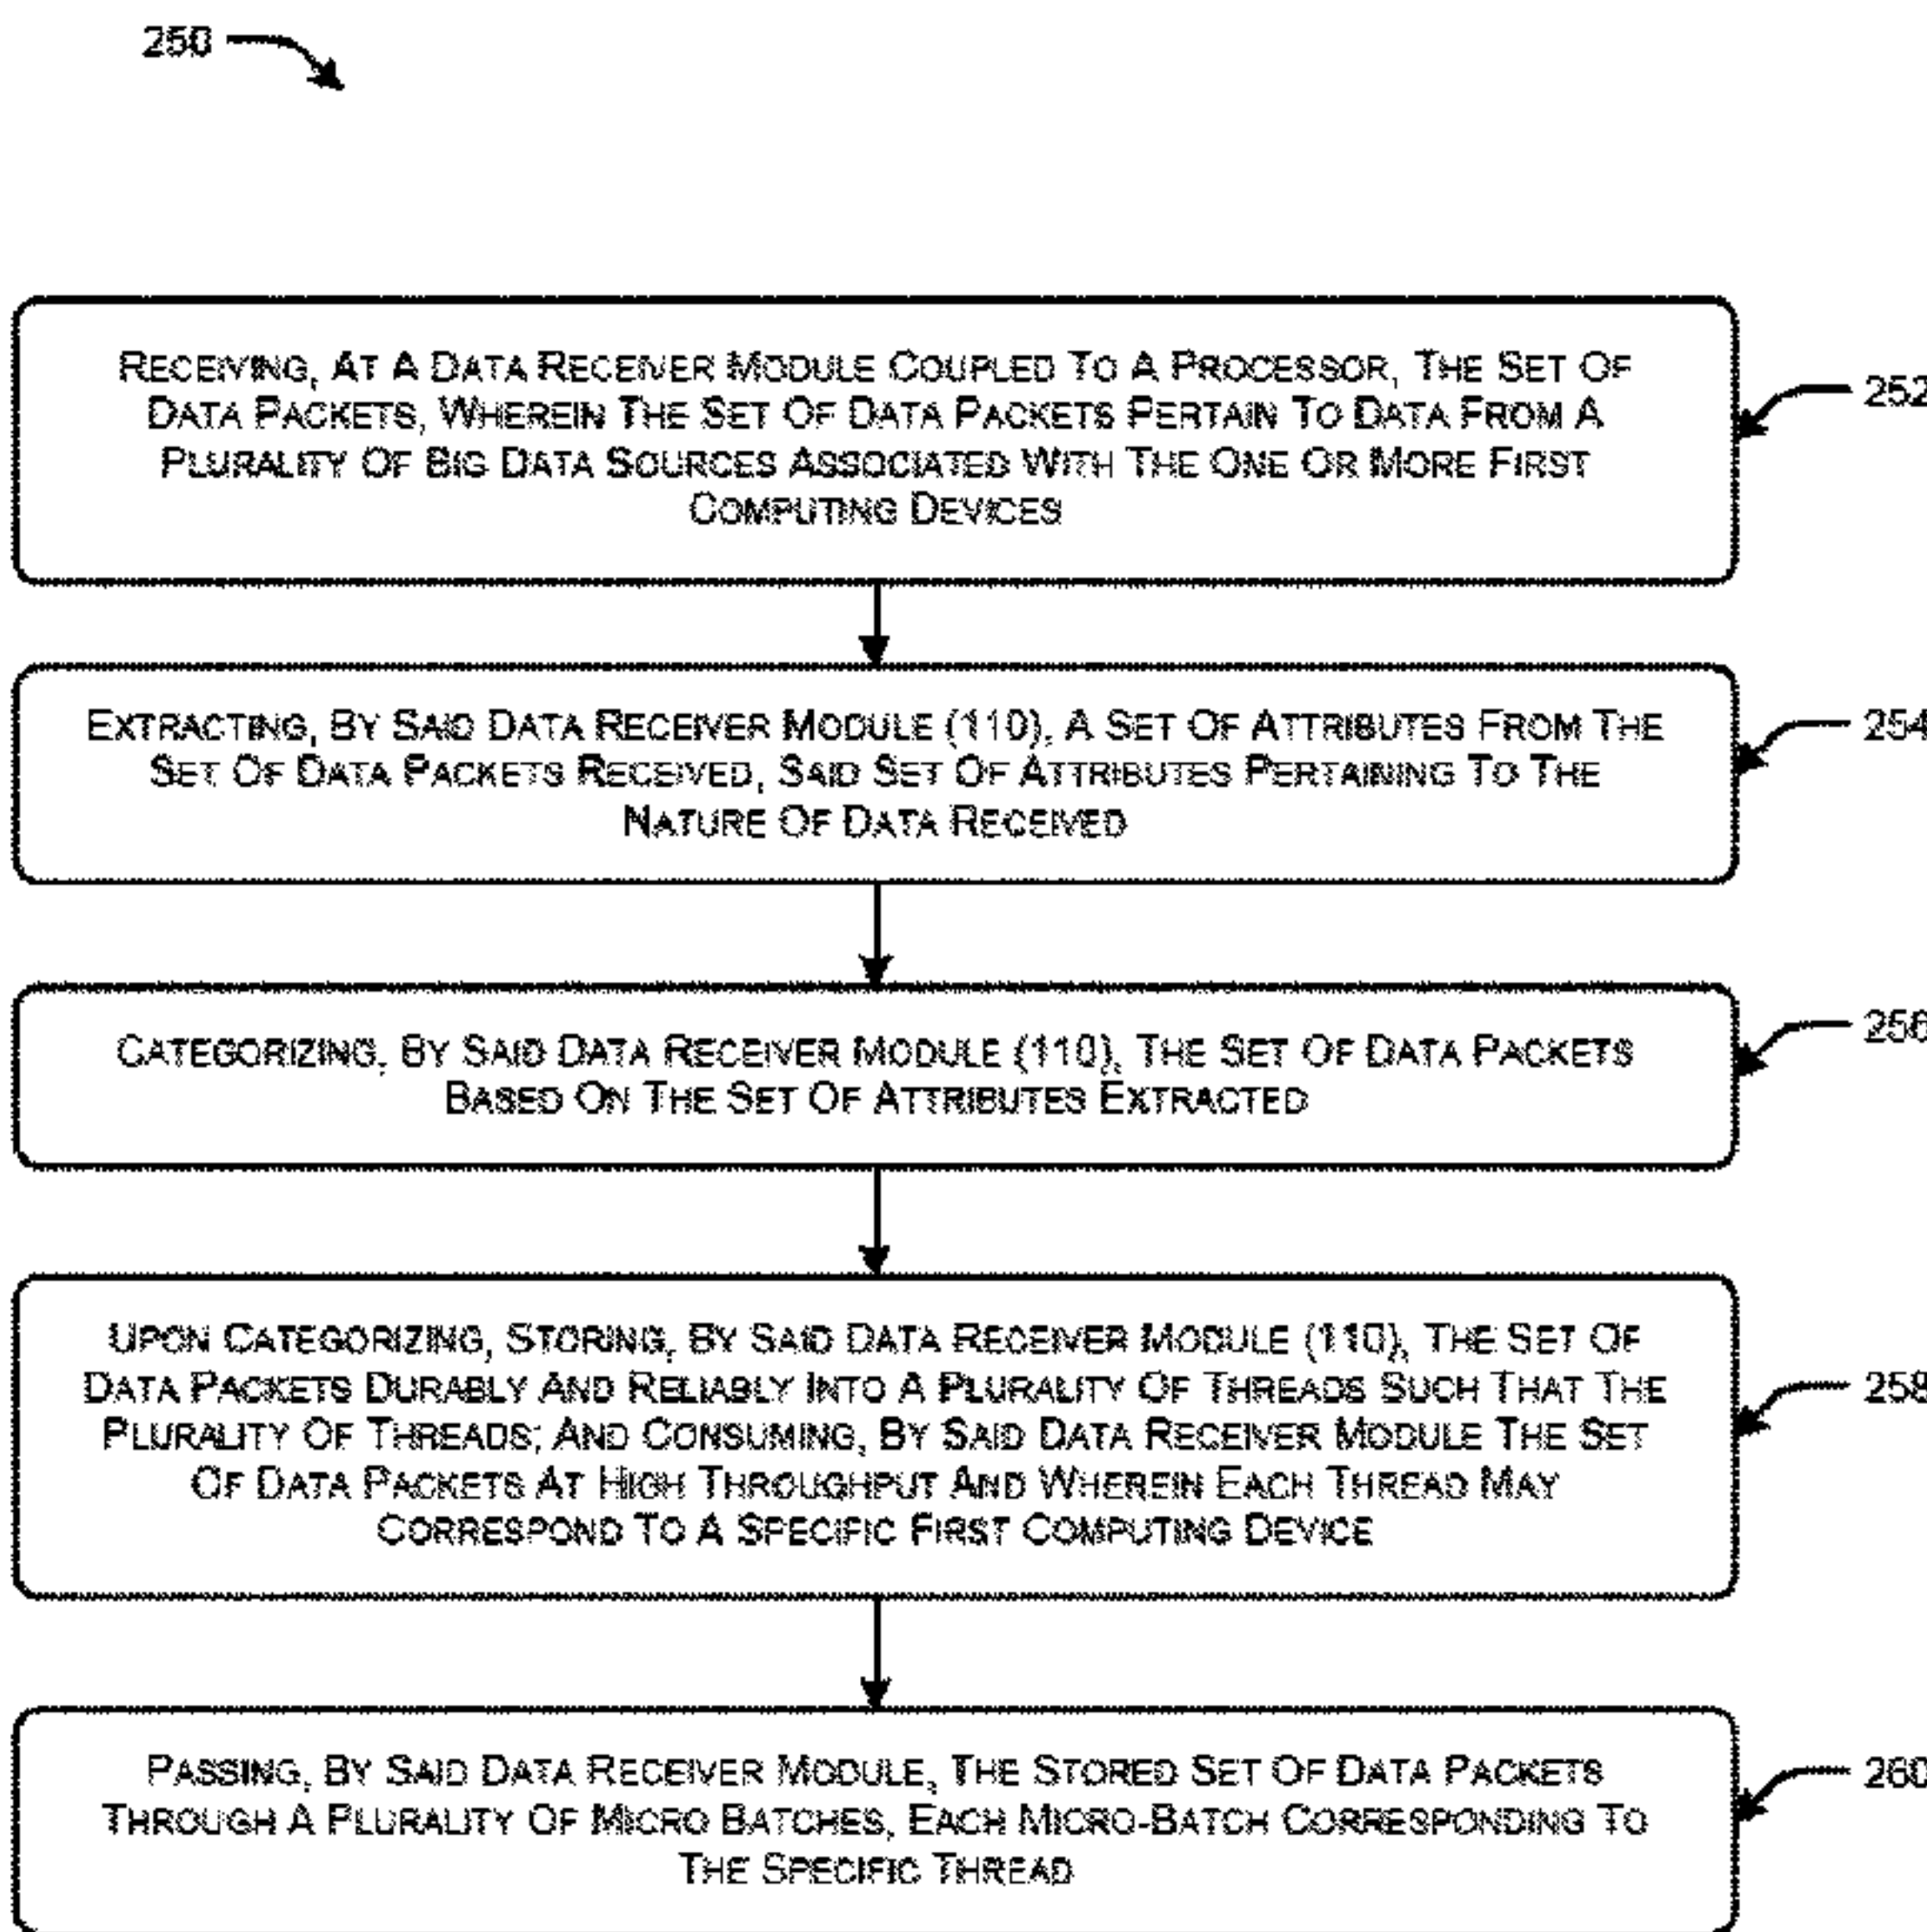 250
RECEIVING, AT A DATA RECEIVER MODULE COUPLED TO A PROCESSOR, THE SET OF
DATA PACKETS, WHEREIN THE SET OF DATA PACKETS PERTAIN TO DATA FROM A
PLURALITY OF BIG DATA SOURCES ASSOCIATED WITH THE ONE OR MORE FIRST
COMPUTING DEVICES
252
EXTRACTING, BY SAID DATA RECEIVER MODULE (110), A SET OF ATTRIBUTES FROM THE
SET OF DATA PACKETS RECEIVED, SAID SET OF ATTRIBUTES PERTAINING TO THE
NATURE OF DATA RECEIVED
254
CATEGORIZING, BY SAID DATA RECEIVER MODULE (110), THE SET OF DATA PACKETS
BASED ON THE SET OF ATTRIBUTES EXTRACTED
256
UPON CATEGORIZING, STORING, BY SAID DATA RECEIVER MODULE (110), THE SET OF
DATA PACKETS DURABLY AND RELIABLY INTO A PLURALITY OF THREADS SUCH THAT THE
PLURALITY OF THREADS; AND CONSUMING, BY SAID DATA RECEIVER MODULE THE SET
OF DATA PACKETS AT HIGH THROUGHPUT AND WHEREIN EACH THREAD MAY
CORRESPOND TO A SPECIFIC FIRST COMPUTING DEVICE
258
PASSING, BY SAID DATA RECEIVER MODULE, THE STORED SET OF DATA PACKETS
THROUGH A PLURALITY OF MICRO BATCHES, EACH MICRO-BATCH CORRESPONDING TO
THE SPECIFIC THREAD
260